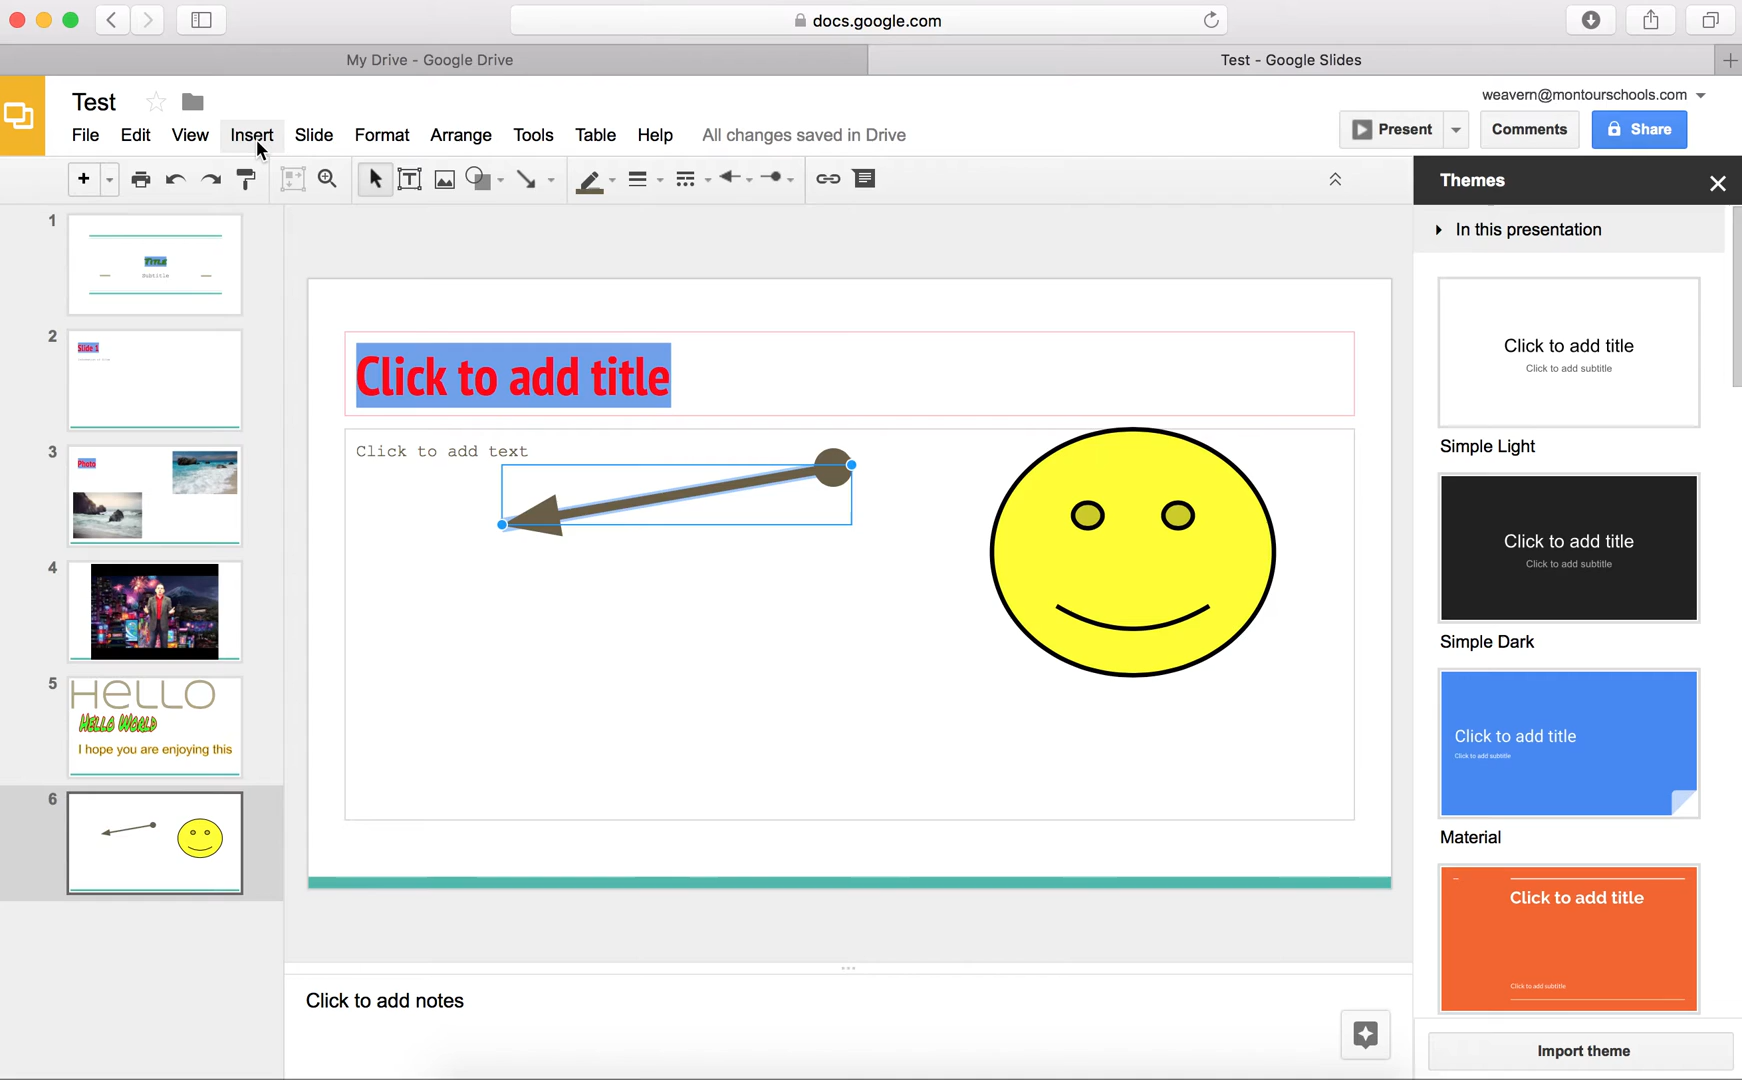 docs.google.com
My Drive - Google Drive
Test - Google Slides
Test
weavern@montourschools.com
File Edit View Insert Slide Format Arrange Tools Table Help All changes saved in Drive
Present Comments Share
Themes
In this presentation
1
Title
Subtitle
2
Slide 1
3
Photo
4
5
Hello
Hello World
I hope you are enjoying this
6
Click to add title
Click to add text
Click to add notes
Click to add title
Click to add subtitle
Simple Light
Click to add title
Click to add subtitle
Simple Dark
Click to add title
Click to add subtitle
Material
Click to add title
Click to add subtitle
Import theme